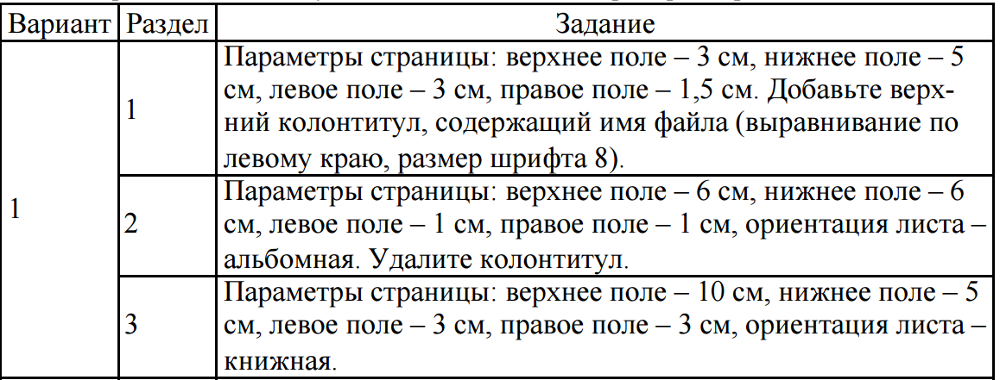 Вариант Раздел Задание
1
1
Параметры страницы: верхнее поле – 3 см, нижнее поле – 5
см, левое поле – 3 см, правое поле – 1,5 см. Добавьте верх-
ний колонтитул, содержащий имя файла (выравнивание по
левому краю, размер шрифта 8).
2
Параметры страницы: верхнее поле – 6 см, нижнее поле – 6
см, левое поле – 1 см, правое поле – 1 см, ориентация листа –
альбомная. Удалите колонтитул.
3
Параметры страницы: верхнее поле – 10 см, нижнее поле – 5
см, левое поле – 3 см, правое поле – 3 см, ориентация листа –
книжная.